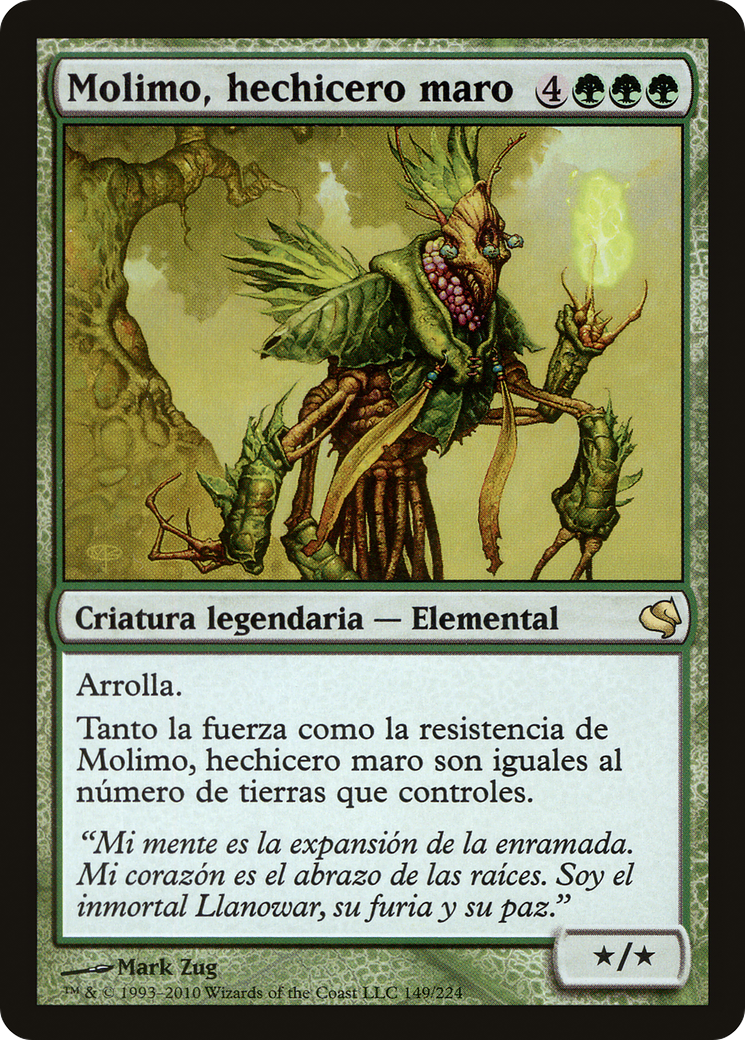 Molimo, hechicero maro 4
Criatura legendaria — Elemental
Arrolla.
Tanto la fuerza como la resistencia de
Molimo, hechicero maro son iguales al
número de tierras que controles.
“Mi mente es la expansión de la enramada.
Mi corazón es el abrazo de las raíces. Soy el
inmortal Llanowar, su furia y su paz.”
★/★
Mark Zug
™ & © 1993–2010 Wizards of the Coast LLC 149/224